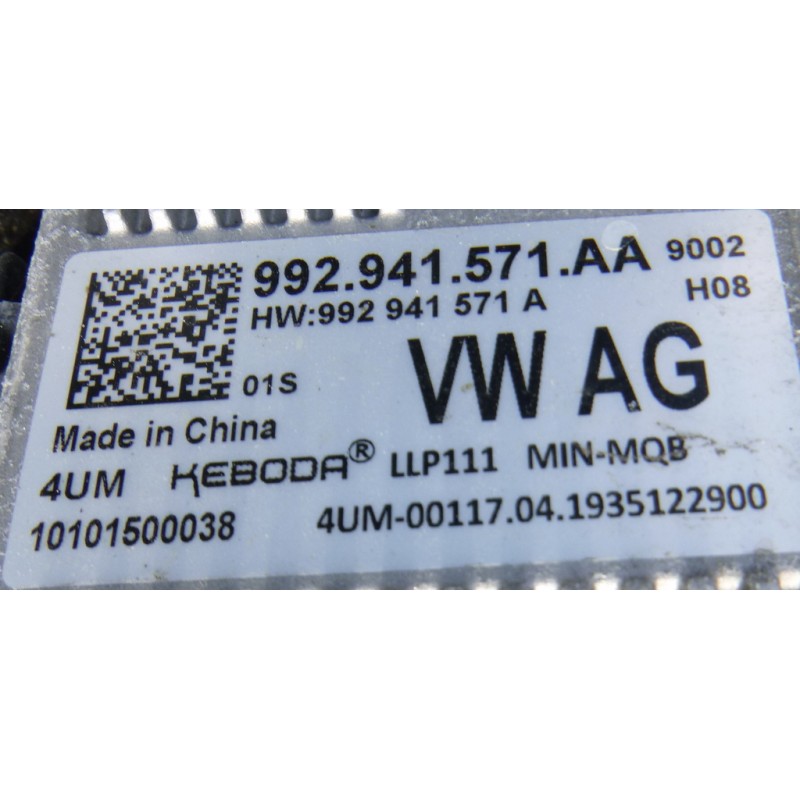 992.941.571.AA 9002
HW:992 941 571 A H08
01S VW AG
Made in China
4UM KEBODA® LLP111 MIN-MQB
10101500038 4UM-00117.04.1935122900